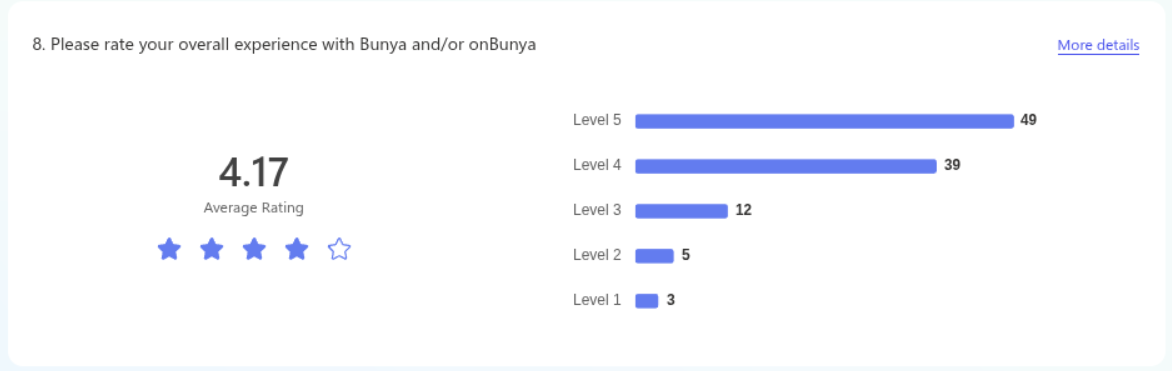 8. Please rate your overall experience with Bunya and/or onBunya
More details
4.17
Average Rating
Level 5 49
Level 4 39
Level 3 12
Level 2 5
Level 1 3